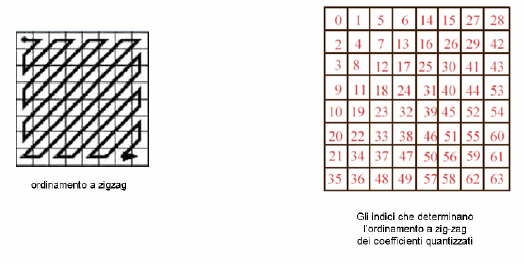 0 1 5 6 14 15 27 28
2 4 7 13 16 26 29 42
3 8 12 17 25 30 41 43
9 11 18 24 31 40 44 53
10 19 23 32 39 45 52 54
20 22 33 38 46 51 55 60
21 34 37 47 50 56 59 61
35 36 48 49 57 58 62 63
ordinamento a zigzag
Gli indici che determinano
l'ordinamento a zig-zag
dei coefficienti quantizzati